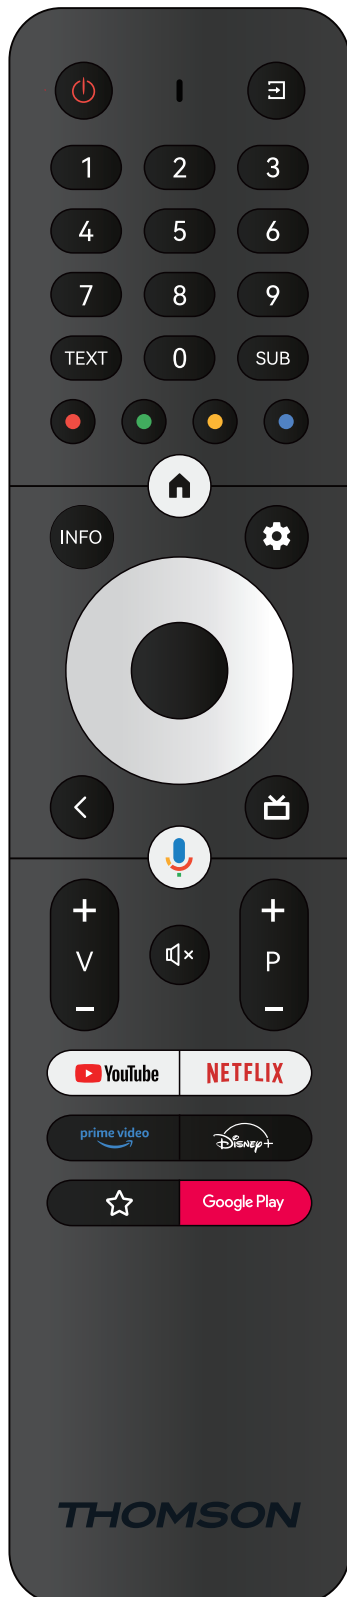 1 2 3
4 5 6
7 8 9
TEXT 0 SUB
INFO
+ +
V P
- -
YouTube NETFLIX
prime video Disney+
Google Play
THOMSON